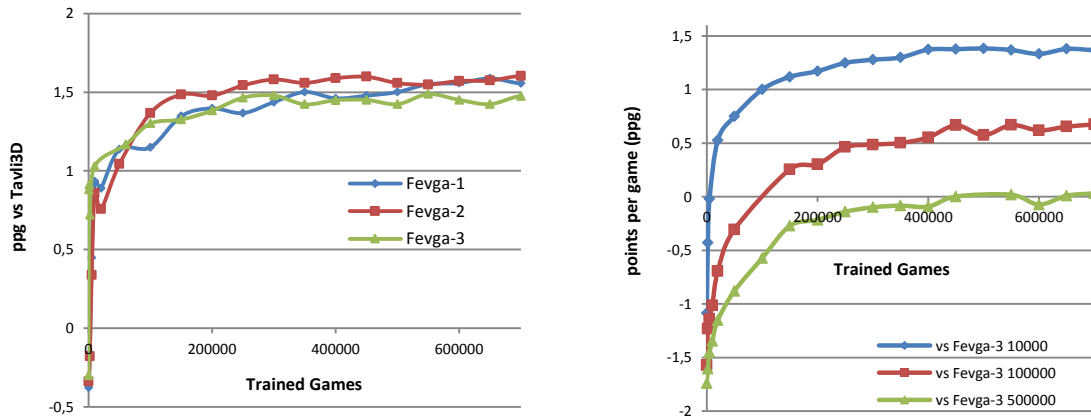 2
1,5
1
0,5
0
-0,5
0
200000
400000
600000
ppg vs Tavli3D
Trained Games
Fevga-1
Fevga-2
Fevga-3
1,5
1
0,5
0
-0,5
-1
-1,5
-2
0
200000
400000
600000
points per game (ppg)
Trained Games
vs Fevga-3 10000
vs Fevga-3 100000
vs Fevga-3 500000